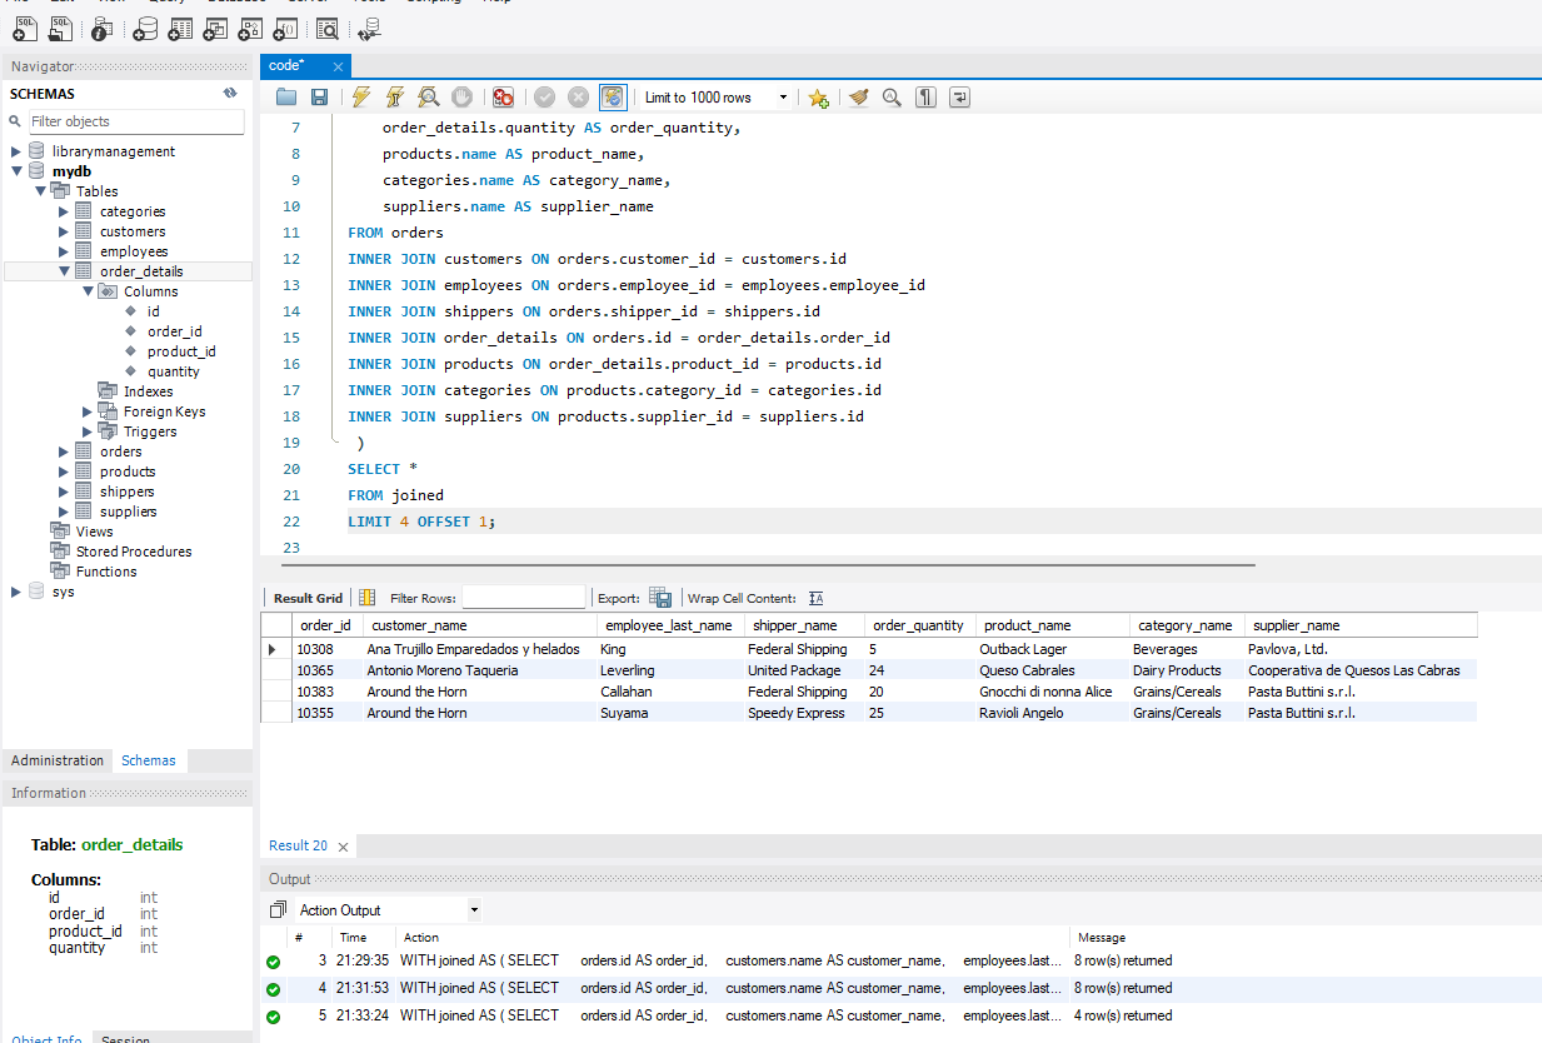 File Edit View Query Database Server Tools Scripting Help
SQL SQL
Navigator
SCHEMAS
Filter objects
librarymanagement
mydb
Tables
categories
customers
employees
order_details
Columns
id
order_id
product_id
quantity
Indexes
Foreign Keys
Triggers
orders
products
shippers
suppliers
Views
Stored Procedures
Functions
sys
Administration Schemas
Information
Table: order_details
Columns:
id int
order_id int
product_id int
quantity int
Object Info Session
code*
Limit to 1000 rows
7 order_details.quantity AS order_quantity,
8 products.name AS product_name,
9 categories.name AS category_name,
10 suppliers.name AS supplier_name
11 FROM orders
12 INNER JOIN customers ON orders.customer_id = customers.id
13 INNER JOIN employees ON orders.employee_id = employees.employee_id
14 INNER JOIN shippers ON orders.shipper_id = shippers.id
15 INNER JOIN order_details ON orders.id = order_details.order_id
16 INNER JOIN products ON order_details.product_id = products.id
17 INNER JOIN categories ON products.category_id = categories.id
18 INNER JOIN suppliers ON products.supplier_id = suppliers.id
19 )
20 SELECT *
21 FROM joined
22 LIMIT 4 OFFSET 1;
23
Result Grid Filter Rows: Export: Wrap Cell Content:
order_id customer_name employee_last_name shipper_name order_quantity product_name category_name supplier_name
10308 Ana Trujillo Emparedados y helados King Federal Shipping 5 Outback Lager Beverages Pavlova, Ltd.
10365 Antonio Moreno Taqueria Leverling United Package 24 Queso Cabrales Dairy Products Cooperativa de Quesos Las Cabras
10383 Around the Horn Callahan Federal Shipping 20 Gnocchi di nonna Alice Grains/Cereals Pasta Buttini s.r.l.
10355 Around the Horn Suyama Speedy Express 25 Ravioli Angelo Grains/Cereals Pasta Buttini s.r.l.
Result 20
Output
Action Output
# Time Action Message
3 21:29:35 WITH joined AS ( SELECT orders.id AS order_id, customers.name AS customer_name, employees.last... 8 row(s) returned
4 21:31:53 WITH joined AS ( SELECT orders.id AS order_id, customers.name AS customer_name, employees.last... 8 row(s) returned
5 21:33:24 WITH joined AS ( SELECT orders.id AS order_id, customers.name AS customer_name, employees.last... 4 row(s) returned